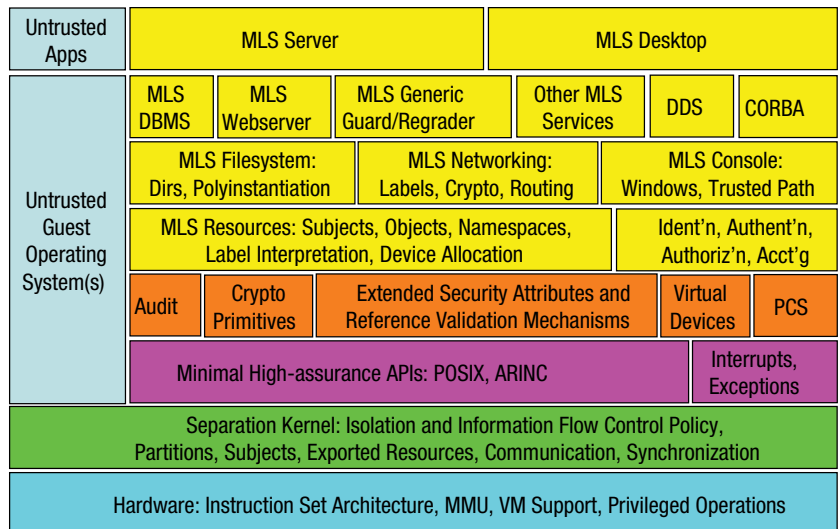 Untrusted
Apps
MLS Server
MLS Desktop
Untrusted
Guest
Operating
System(s)
MLS
DBMS
MLS
Webserver
MLS Generic
Guard/Regrader
Other MLS
Services
DDS
CORBA
MLS Filesystem:
Dirs, Polyinstantiation
MLS Networking:
Labels, Crypto, Routing
MLS Console:
Windows, Trusted Path
MLS Resources: Subjects, Objects, Namespaces,
Label Interpretation, Device Allocation
Ident'n, Authent'n,
Authoriz'n, Acct'g
Audit
Crypto
Primitives
Extended Security Attributes and
Reference Validation Mechanisms
Virtual
Devices
PCS
Minimal High-assurance APIs: POSIX, ARINC
Interrupts,
Exceptions
Separation Kernel: Isolation and Information Flow Control Policy,
Partitions, Subjects, Exported Resources, Communication, Synchronization
Hardware: Instruction Set Architecture, MMU, VM Support, Privileged Operations